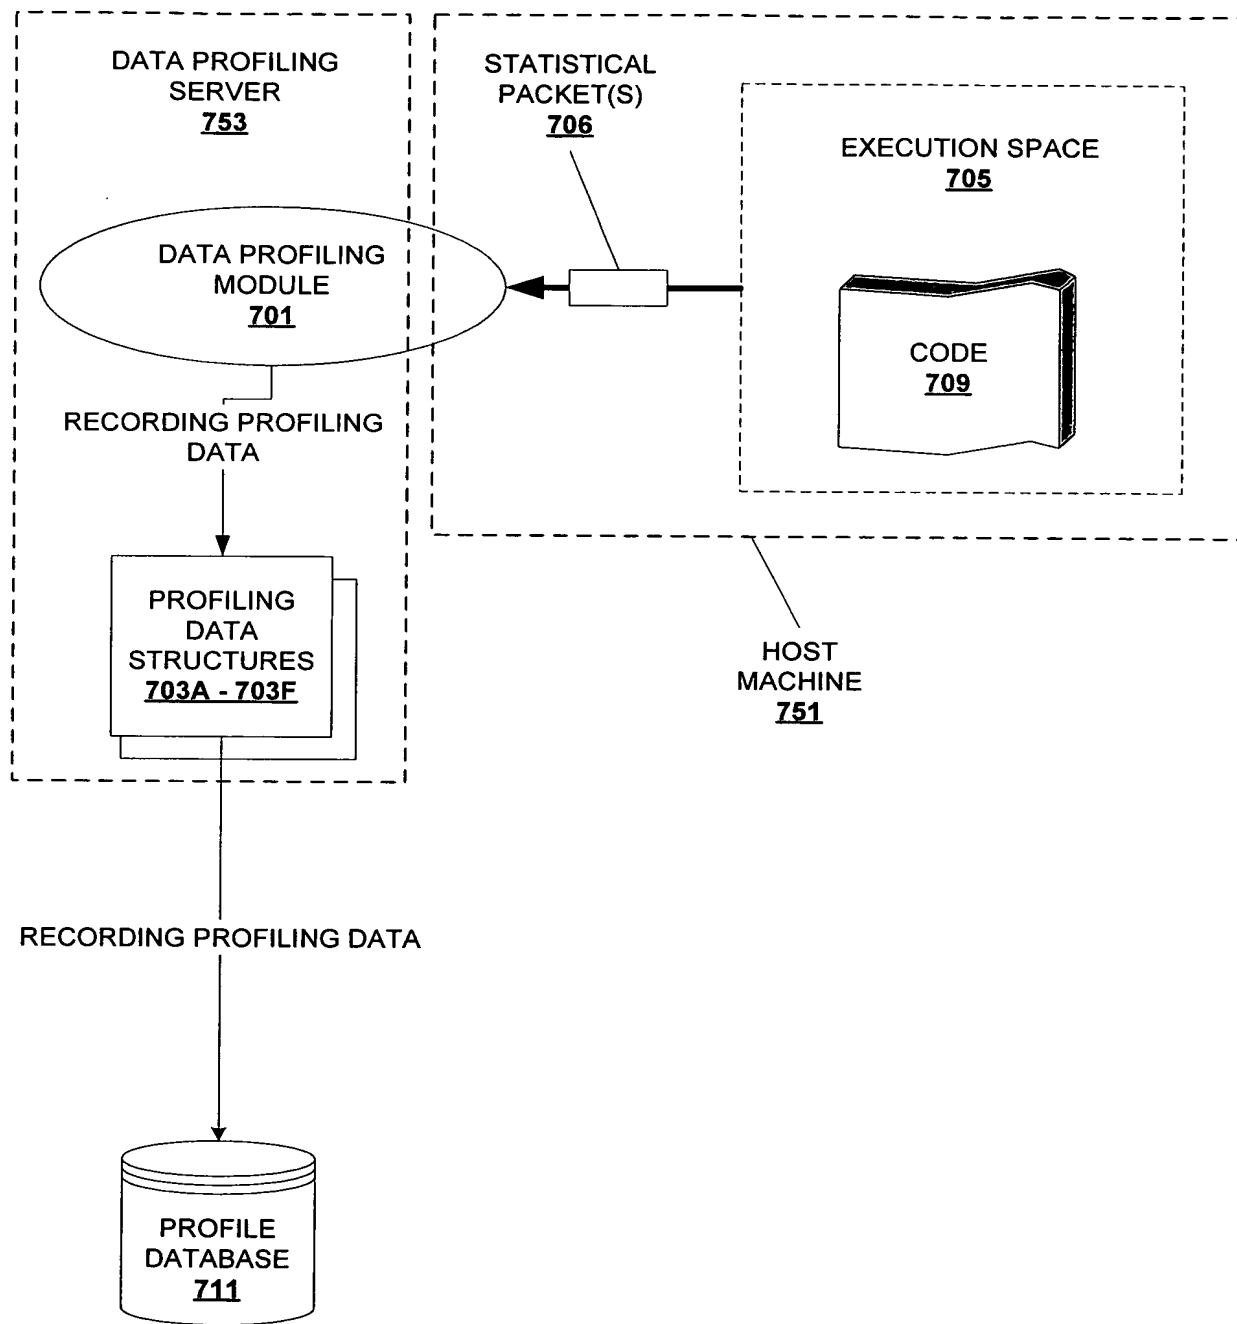 DATA PROFILING
SERVER
753
STATISTICAL
PACKET(S)
706
EXECUTION SPACE
705
DATA PROFILING
MODULE
701
CODE
709
RECORDING PROFILING
DATA
PROFILING
DATA
STRUCTURES
703A - 703F
HOST
MACHINE
751
RECORDING PROFILING DATA
PROFILE
DATABASE
711